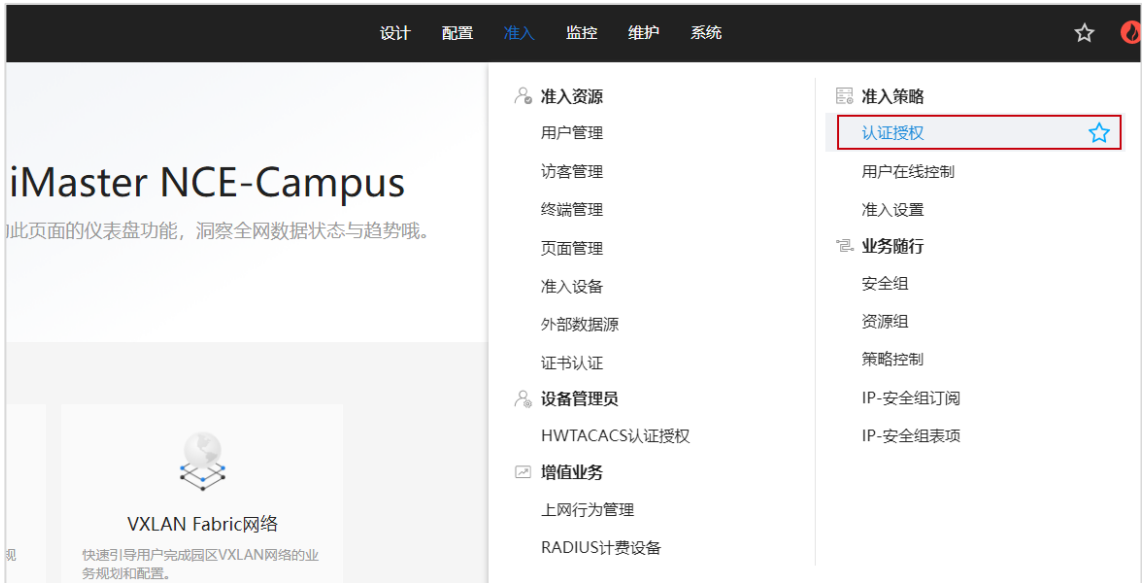 设计 配置 准入 监控 维护 系统
iMaster NCE-Campus
此页面的仪表盘功能，洞察全网数据状态与趋势哦。
VXLAN Fabric网络
快速引导用户完成园区VXLAN网络的业
务规划和配置。
准入资源
用户管理
访客管理
终端管理
页面管理
准入设备
外部数据源
证书认证
设备管理员
HWTACACS认证授权
增值业务
上网行为管理
RADIUS计费设备
准入策略
认证授权
用户在线控制
准入设置
业务随行
安全组
资源组
策略控制
IP-安全组订阅
IP-安全组表项